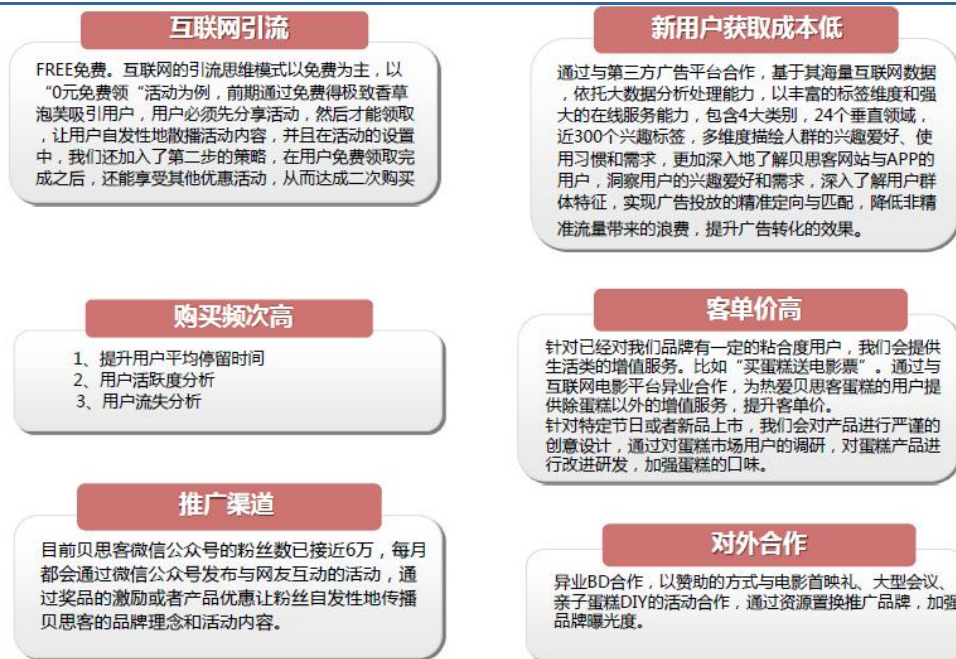 互联网引流
FREE免费。互联网的引流思维模式以免费为主，以
“0元免费领“活动为例，前期通过免费得极致香草
泡芙吸引用户，用户必须先分享活动，然后才能领取
，让用户自发性地散播活动内容，并且在活动的设置
中，我们还加入了第二步的策略，在用户免费领取完
成之后，还能享受其他优惠活动，从而达成二次购买
新用户获取成本低
通过与第三方广告平台合作，基于其海量互联网数据
，依托大数据分析处理能力，以丰富的标签维度和强
大的在线服务能力，包含4大类别，24个垂直领域，
近300个兴趣标签，多维度描绘人群的兴趣爱好、使
用习惯和需求，更加深入地了解贝思客网站与APP的
用户，洞察用户的兴趣爱好和需求，深入了解用户群
体特征，实现广告投放的精准定向与匹配，降低非精
准流量带来的浪费，提升广告转化的效果。
购买频次高
1、提升用户平均停留时间
2、用户活跃度分析
3、用户流失分析
客单价高
针对已经对我们品牌有一定的粘合度用户，我们会提供
生活类的增值服务。比如“买蛋糕送电影票”。通过与
互联网电影平台异业合作，为热爱贝思客蛋糕的用户提
供除蛋糕以外的增值服务，提升客单价。
针对特定节日或者新品上市，我们会对产品进行严谨的
创意设计，通过对蛋糕市场用户的调研，对蛋糕产品进
行改进研发，加强蛋糕的口味。
推广渠道
目前贝思客微信公众号的粉丝数已接近6万，每月
都会通过微信公众号发布与网友互动的活动，通
过奖品的激励或者产品优惠让粉丝自发性地传播
贝思客的品牌理念和活动内容。
对外合作
异业BD合作，以赞助的方式与电影首映礼、大型会议、
亲子蛋糕DIY的活动合作，通过资源置换推广品牌，加强
品牌曝光度。